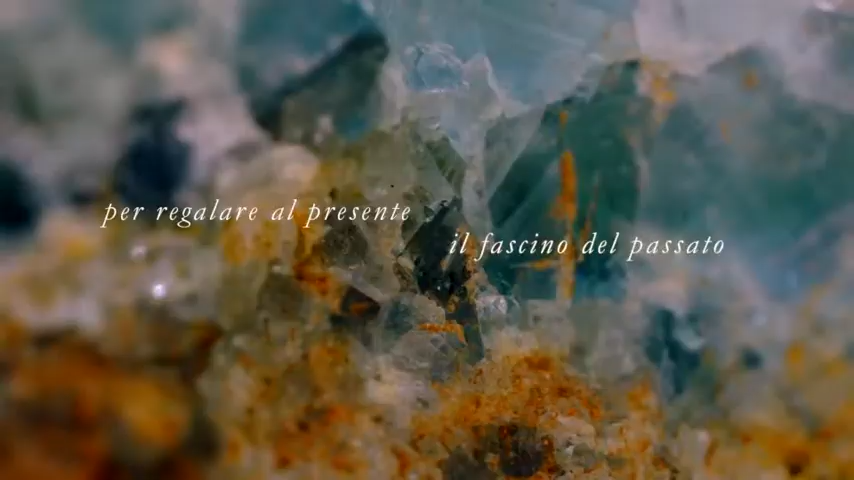 per regalare al presente
il fascino del passato